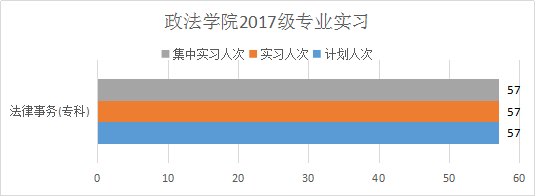 政法学院2017级专业实习
集中实习人次 实习人次 计划人次
法律事务(专科)
57
57
57
0 10 20 30 40 50 60